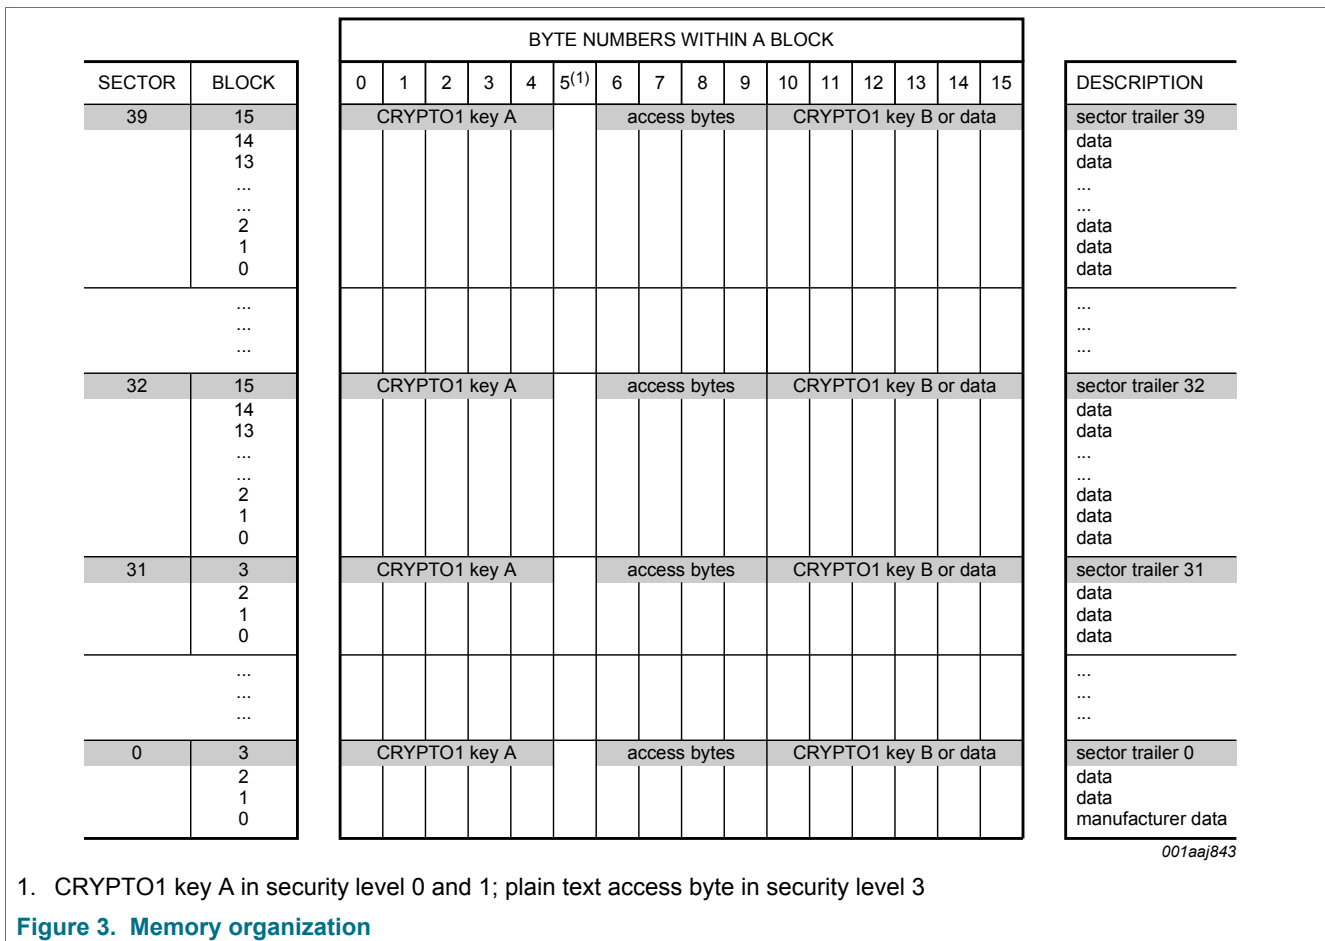 BYTE NUMBERS WITHIN A BLOCK
SECTOR BLOCK 0 1 2 3 4 5(1) 6 7 8 9 10 11 12 13 14 15 DESCRIPTION
39 15 CRYPTO1 key A access bytes CRYPTO1 key B or data sector trailer 39
14 data
13 data
... ...
... ...
2 data
1 data
0 data
... ...
... ...
... ...
32 15 CRYPTO1 key A access bytes CRYPTO1 key B or data sector trailer 32
14 data
13 data
... ...
... ...
2 data
1 data
0 data
31 3 CRYPTO1 key A access bytes CRYPTO1 key B or data sector trailer 31
2 data
1 data
0 data
... ...
... ...
... ...
0 3 CRYPTO1 key A access bytes CRYPTO1 key B or data sector trailer 0
2 data
1 data
0 manufacturer data
001aaj843
1. CRYPTO1 key A in security level 0 and 1; plain text access byte in security level 3
Figure 3. Memory organization